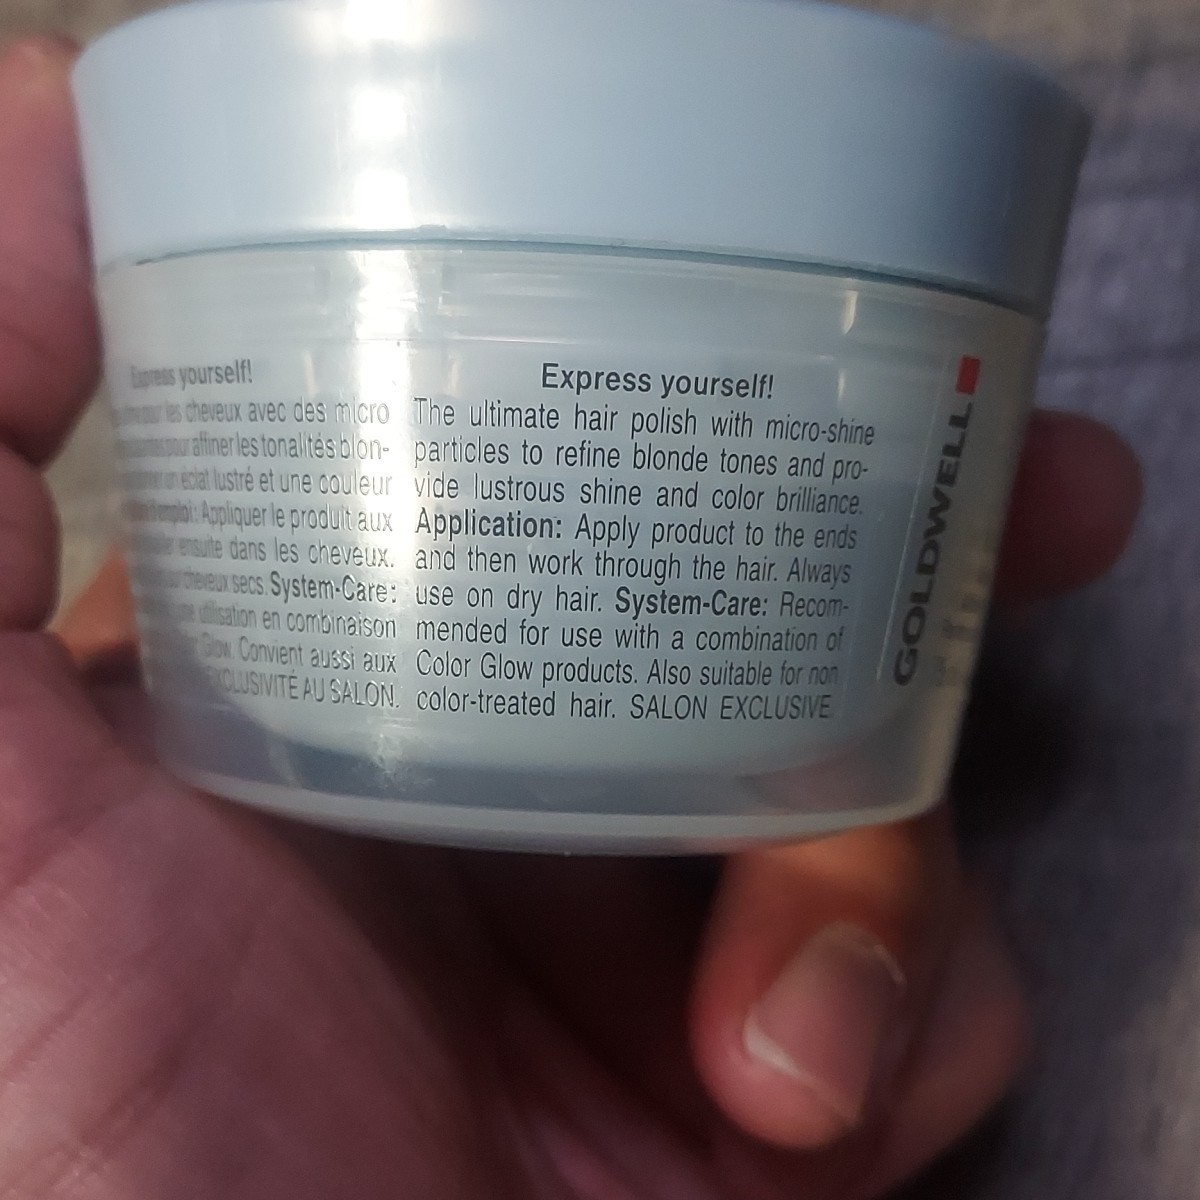 Express yourself!
les cheveux avec des micro
pour affiner les tonalités blon-
un éclat lustré et une couleur
Appliquer le produit aux
ensuite dans les cheveux.
cheveux secs. System-Care:
utilisation en combinaison
Glow. Convient aussi aux
EXCLUSIVITÉ AU SALON.
Express yourself!
The ultimate hair polish with micro-shine
particles to refine blonde tones and pro-
vide lustrous shine and color brilliance.
Application: Apply product to the ends
and then work through the hair. Always
use on dry hair. System-Care: Recom-
mended for use with a combination of
Color Glow products. Also suitable for non
color-treated hair. SALON EXCLUSIVE.
GOLDWELL